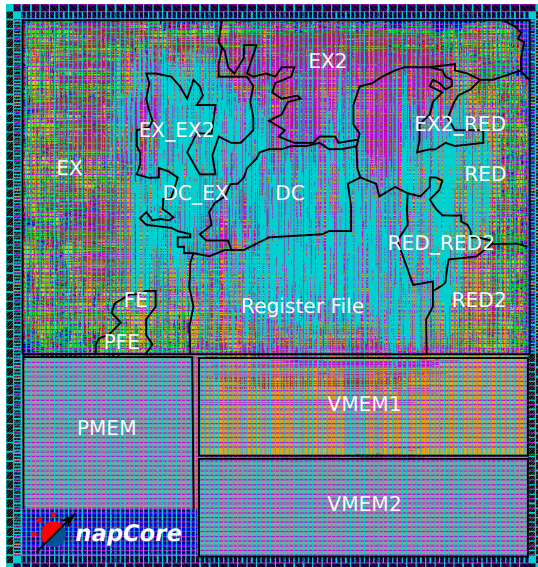 EX2
EX_EX2
EX2_RED
EX
DC_EX
DC
RED
RED_RED2
FE
Register File
RED2
PFE
PMEM
VMEM1
VMEM2
napCore